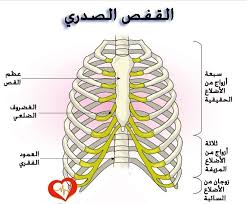 القفص الصدري
سبعة
أزواج من
الأضلاع
الحقيقية
عظم
القص
الغضروف
الضلعي
ثلاثة
أزواج من
الأضلاع
المزيفة
العمود
الفقري
زوجان من
الأضلاع
السائبة